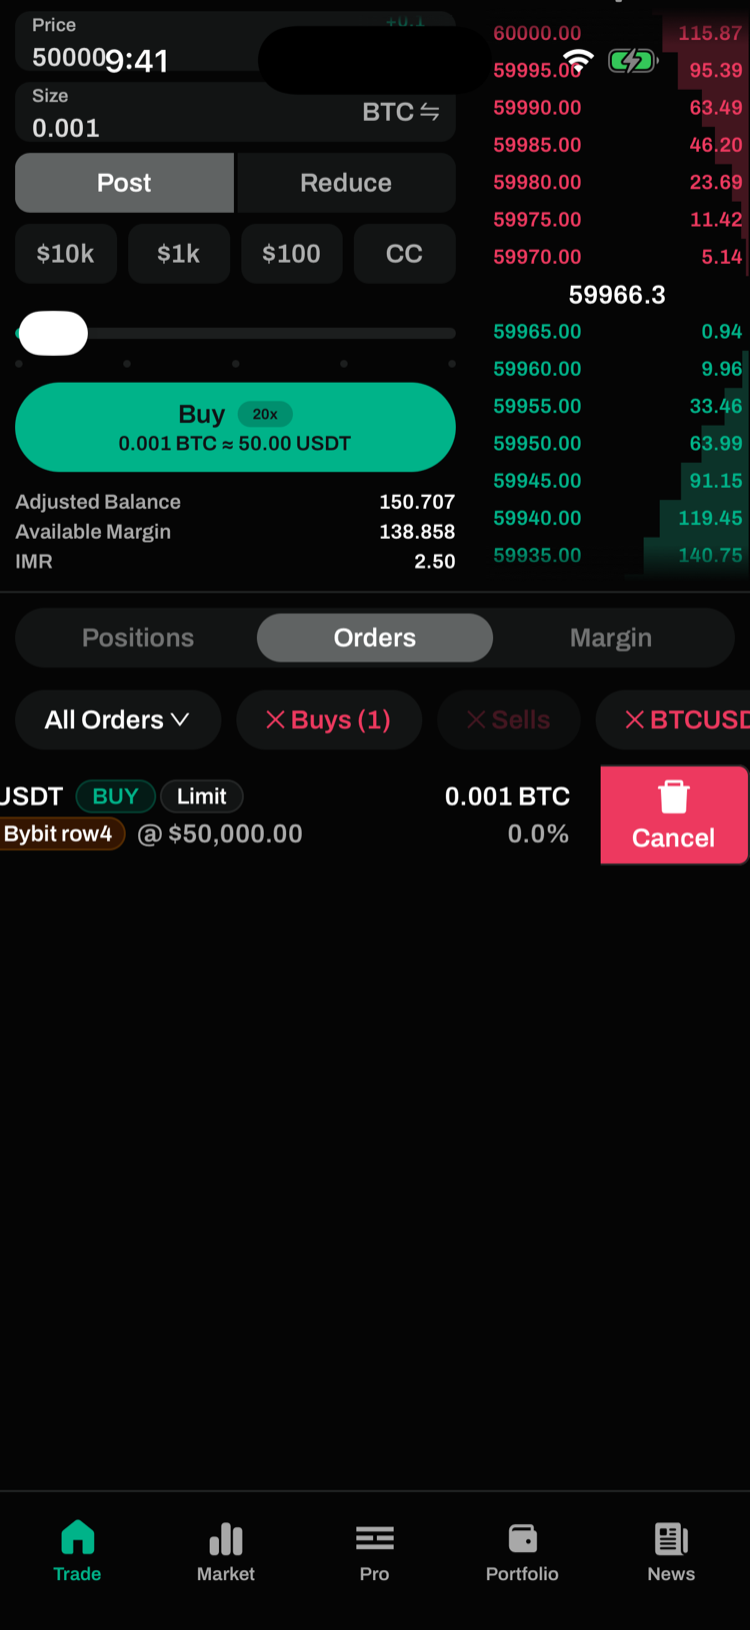 Price
+0.1
50000
9:41
Size
0.001
BTC
Post
Reduce
$10k
$1k
$100
CC
Buy 20x
0.001 BTC ≈ 50.00 USDT
Adjusted Balance 150.707
Available Margin 138.858
IMR 2.50
60000.00 115.87
59995.00 95.39
59990.00 63.49
59985.00 46.20
59980.00 23.69
59975.00 11.42
59970.00 5.14
59966.3
59965.00 0.94
59960.00 9.96
59955.00 33.46
59950.00 63.99
59945.00 91.15
59940.00 119.45
59935.00 140.75
Positions
Orders
Margin
All Orders
Buys (1)
Sells
BTCUSD
USDT BUY Limit 0.001 BTC
Bybit row4 @ $50,000.00 0.0%
Cancel
Trade
Market
Pro
Portfolio
News